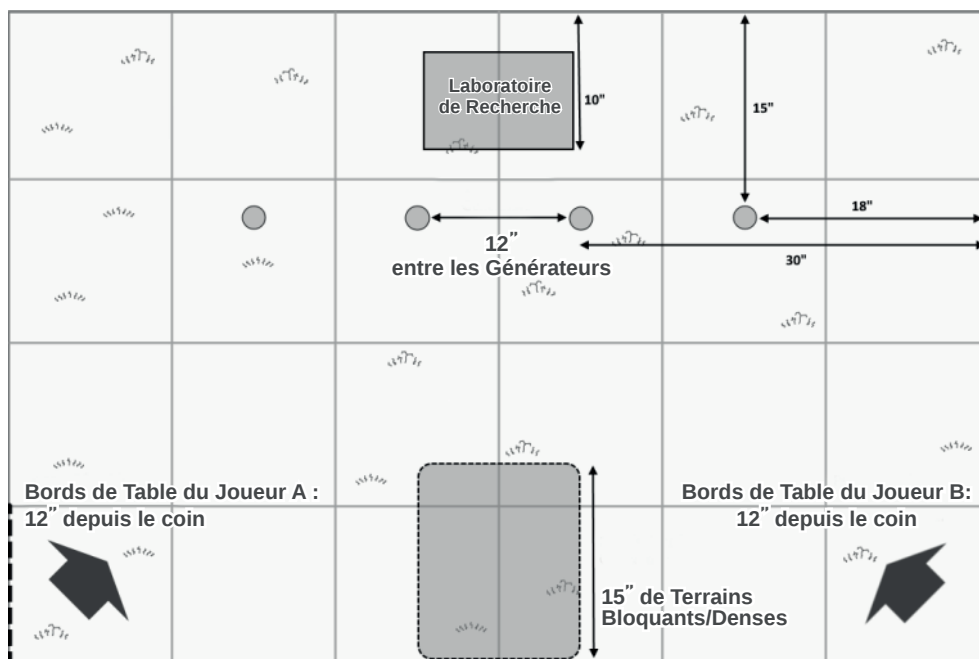 Laboratoire
de Recherche
10"
15"
18"
12”
entre les Générateurs
30"
Bords de Table du Joueur A :
12” depuis le coin
Bords de Table du Joueur B:
12” depuis le coin
15” de Terrains
Bloquants/Denses